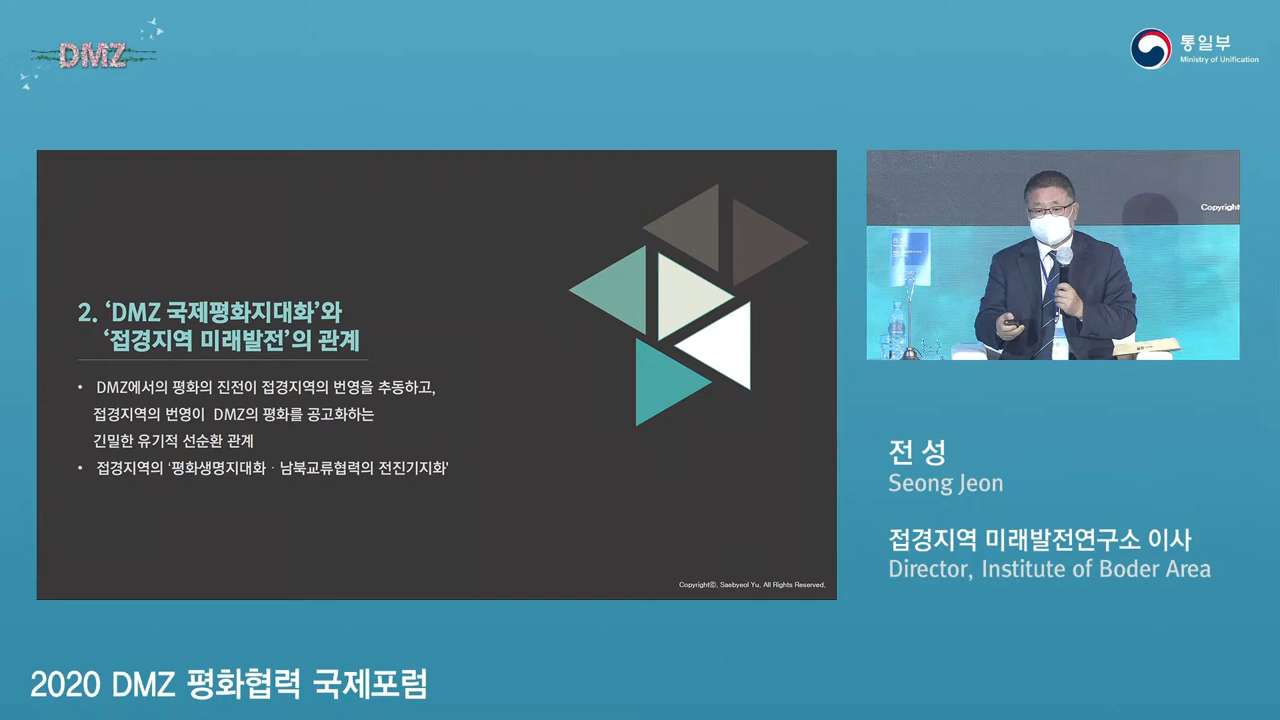 DMZ
통일부
Ministry of Unification
2. ‘DMZ 국제평화지대화’와
‘접경지역 미래발전’의 관계
• DMZ에서의 평화의 진전이 접경지역의 번영을 추동하고,
접경지역의 번영이 DMZ의 평화를 공고화하는
긴밀한 유기적 선순환 관계
• 접경지역의 '평화생명지대화 · 남북교류협력의 전진기지화'
Copyrightⓒ. Saebyeol Yu. All Rights Reserved.
Copyright
전 성
Seong Jeon
접경지역 미래발전연구소 이사
Director, Institute of Boder Area
2020 DMZ 평화협력 국제포럼